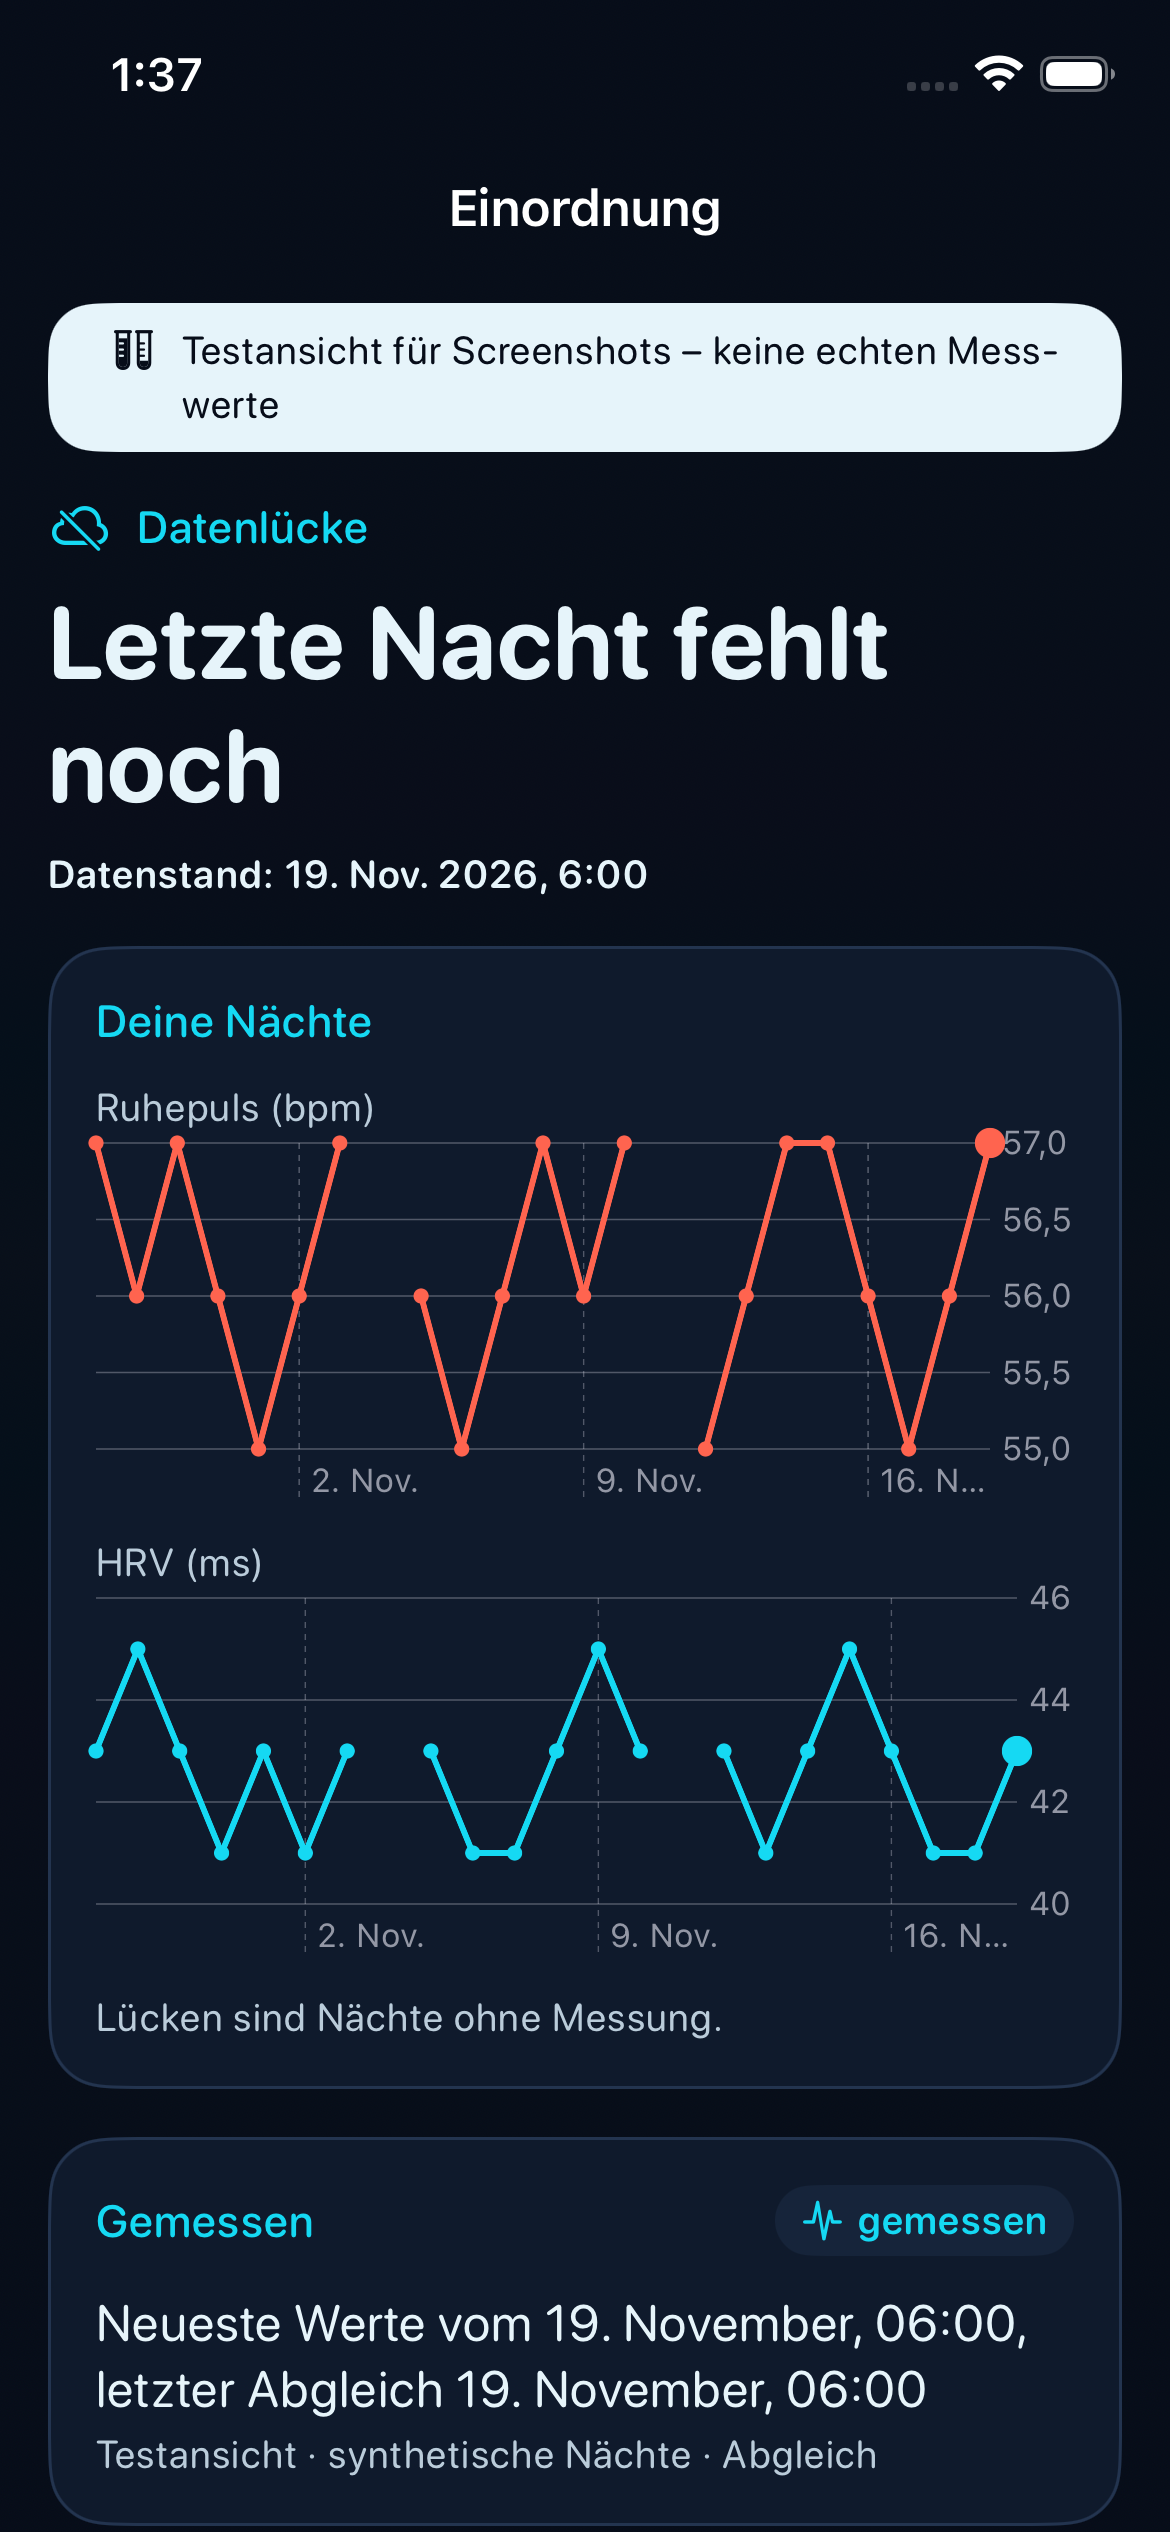 1:37
Einordnung
Testansicht für Screenshots – keine echten Mess-
werte
Datenlücke
Letzte Nacht fehlt
noch
Datenstand: 19. Nov. 2026, 6:00
Deine Nächte
Ruhepuls (bpm)
57,0
56,5
56,0
55,5
55,0
2. Nov. 9. Nov. 16. N…
HRV (ms)
46
44
42
40
2. Nov. 9. Nov. 16. N…
Lücken sind Nächte ohne Messung.
Gemessen gemessen
Neueste Werte vom 19. November, 06:00,
letzter Abgleich 19. November, 06:00
Testansicht · synthetische Nächte · Abgleich